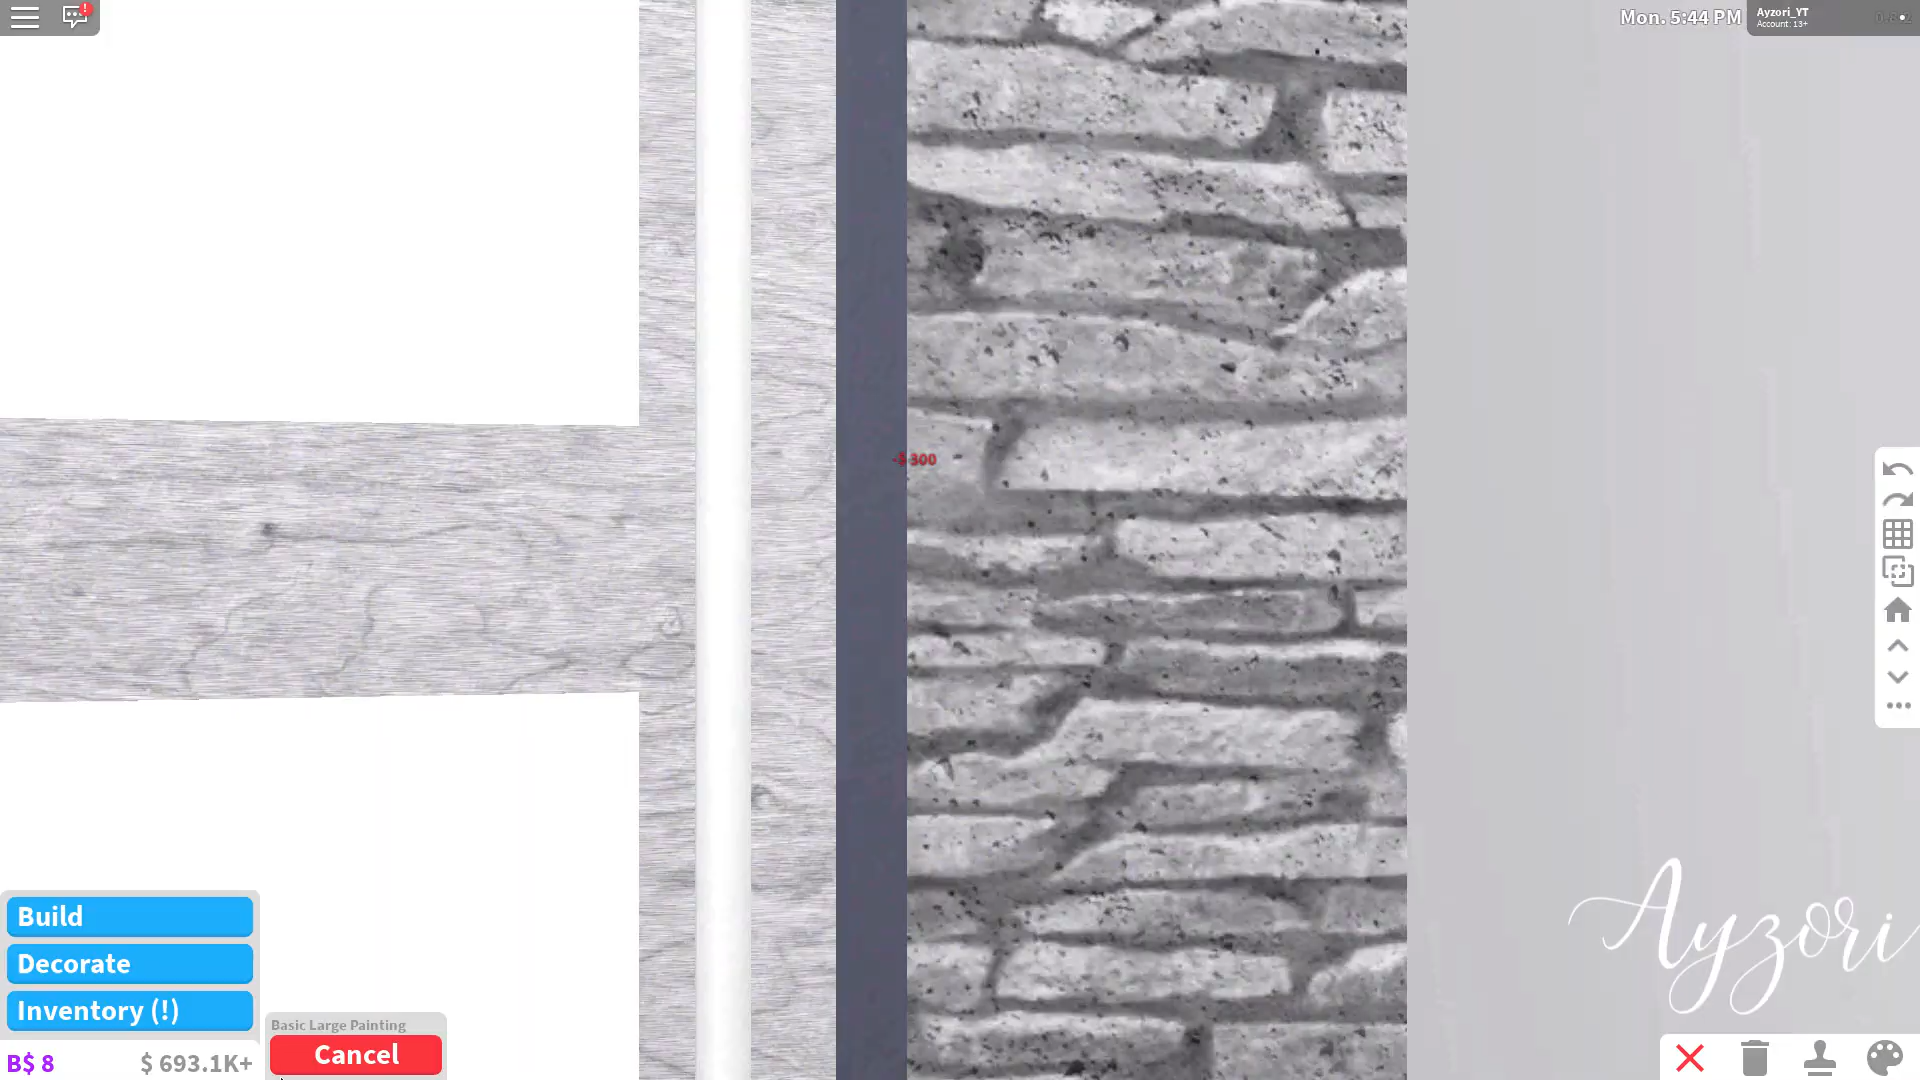 Mon. 5:44 PM
Ayzori_YT
Account: 13+
-$ 300
Ayzori
Build
Decorate
Inventory (!)
B$ 8
$ 693.1K+
Basic Large Painting
Cancel